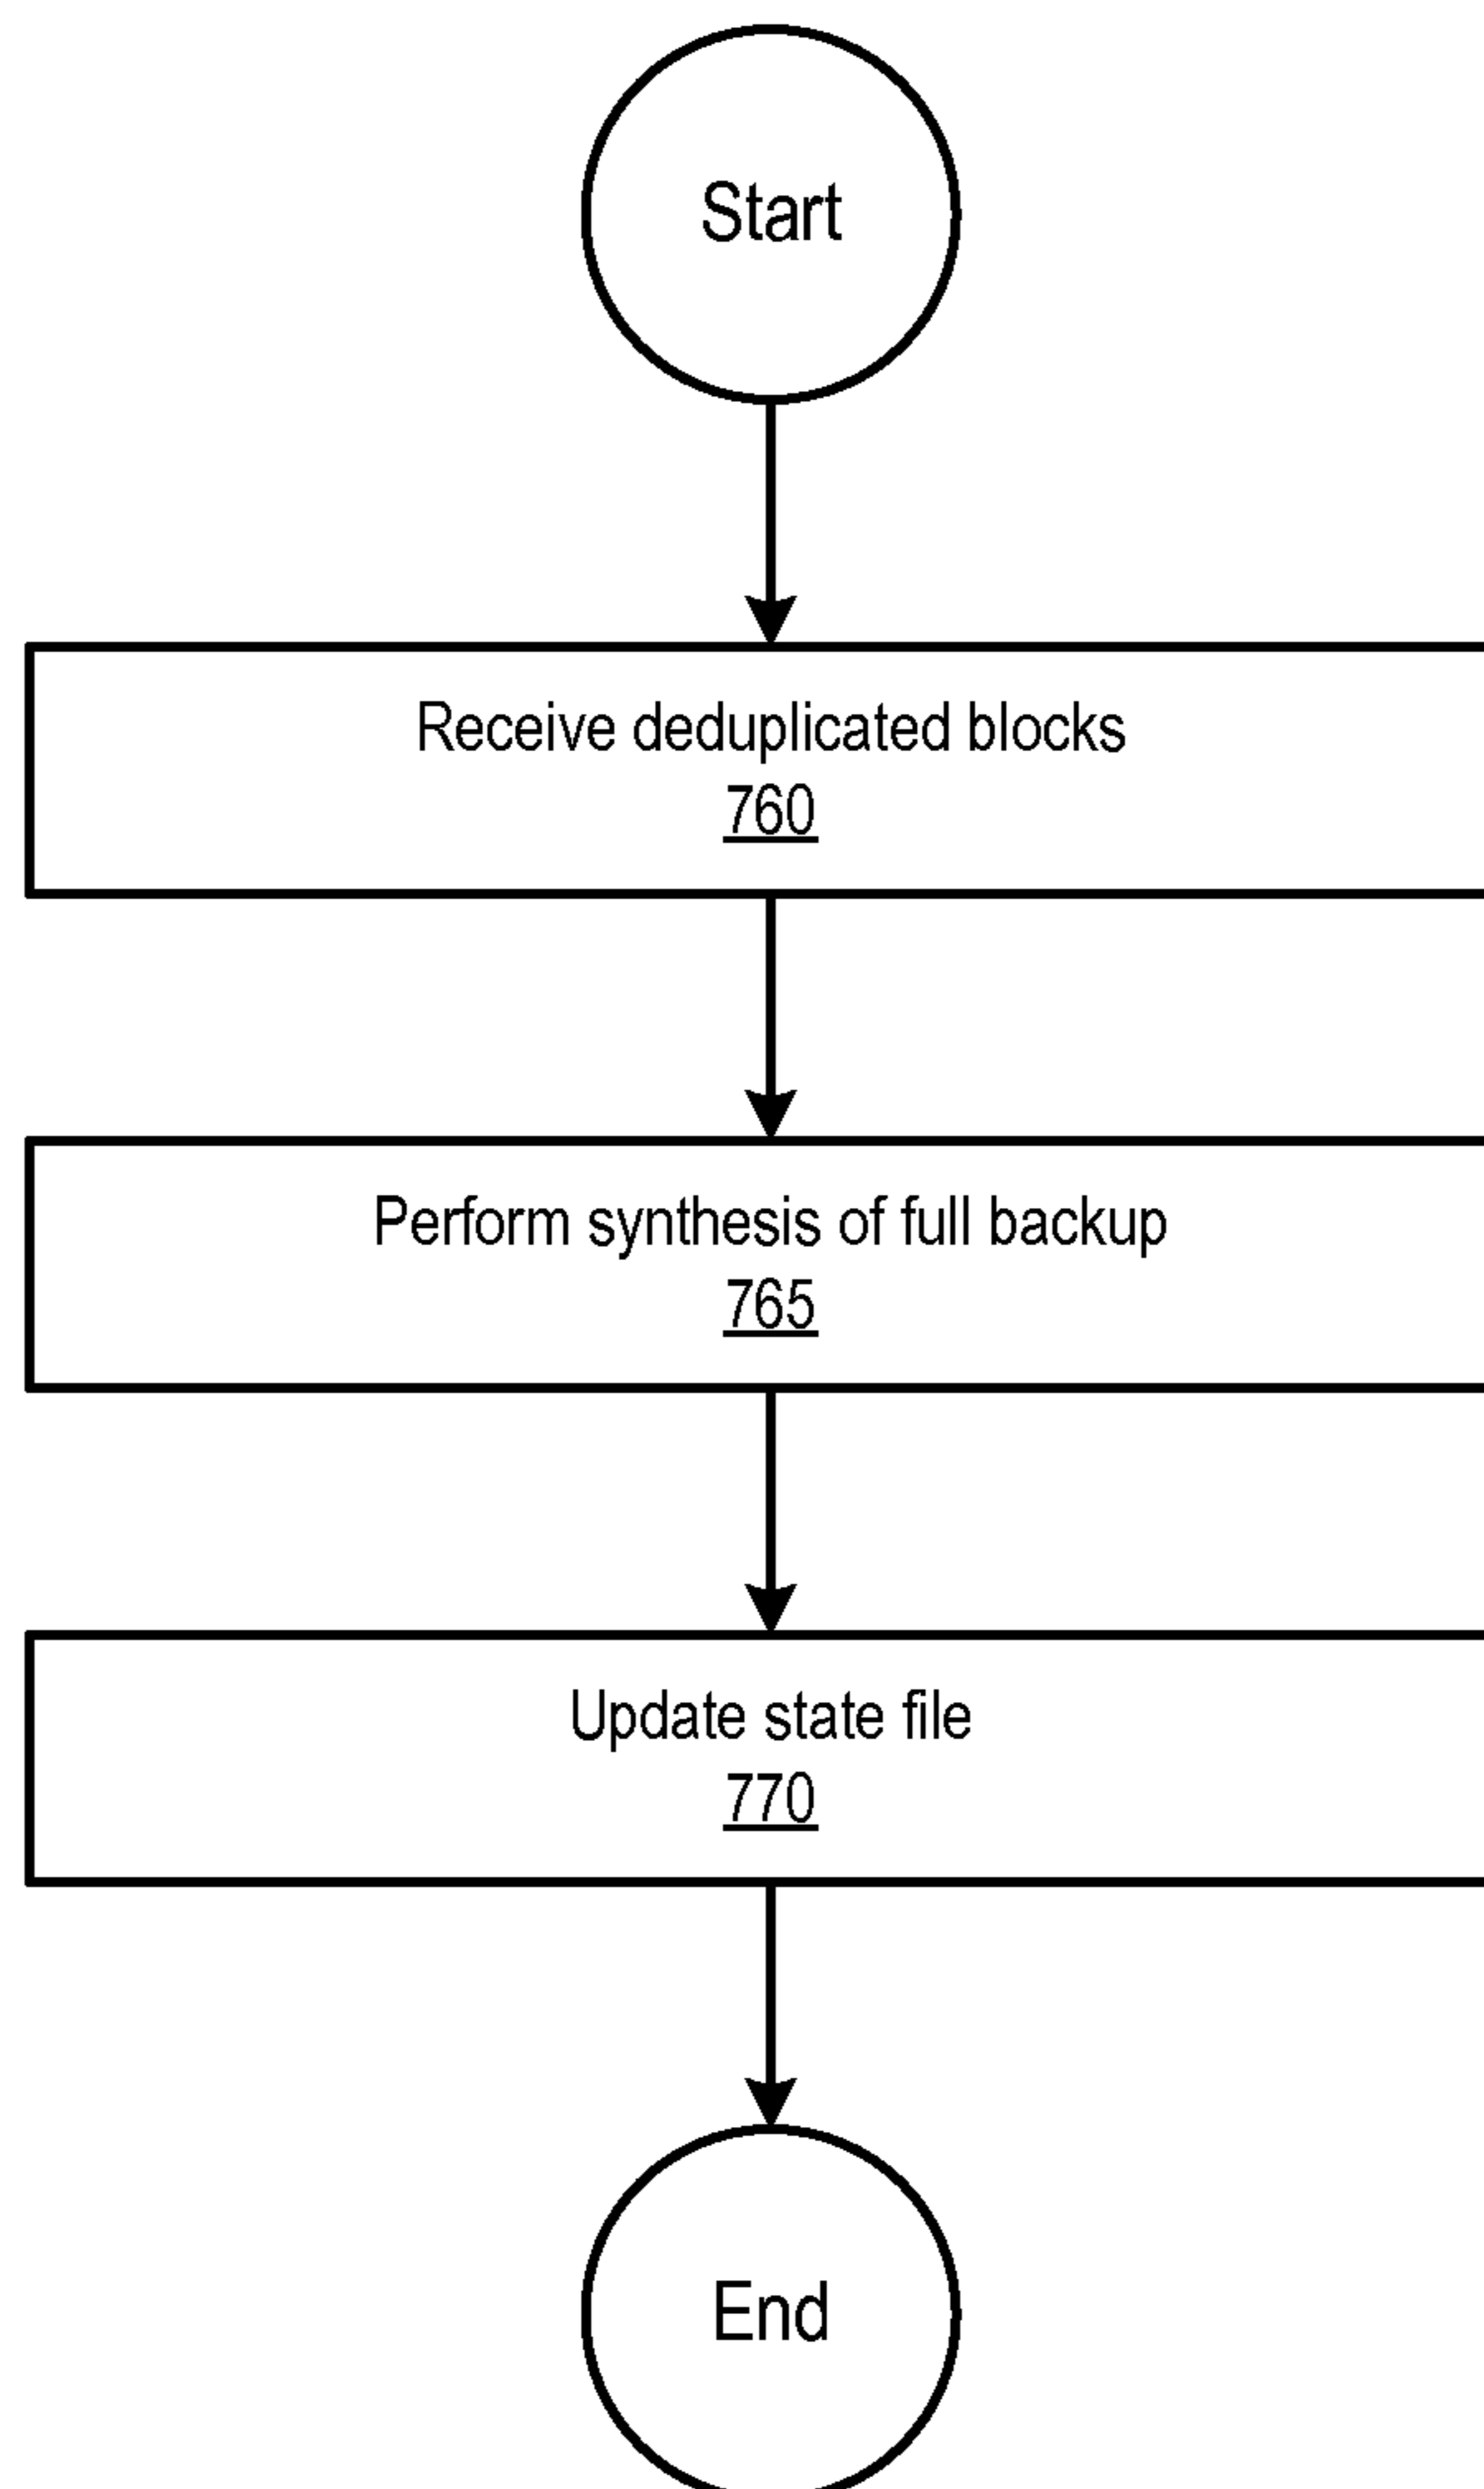 Start
Receive deduplicated blocks
760
Perform synthesis of full backup
765
Update state file
770
End